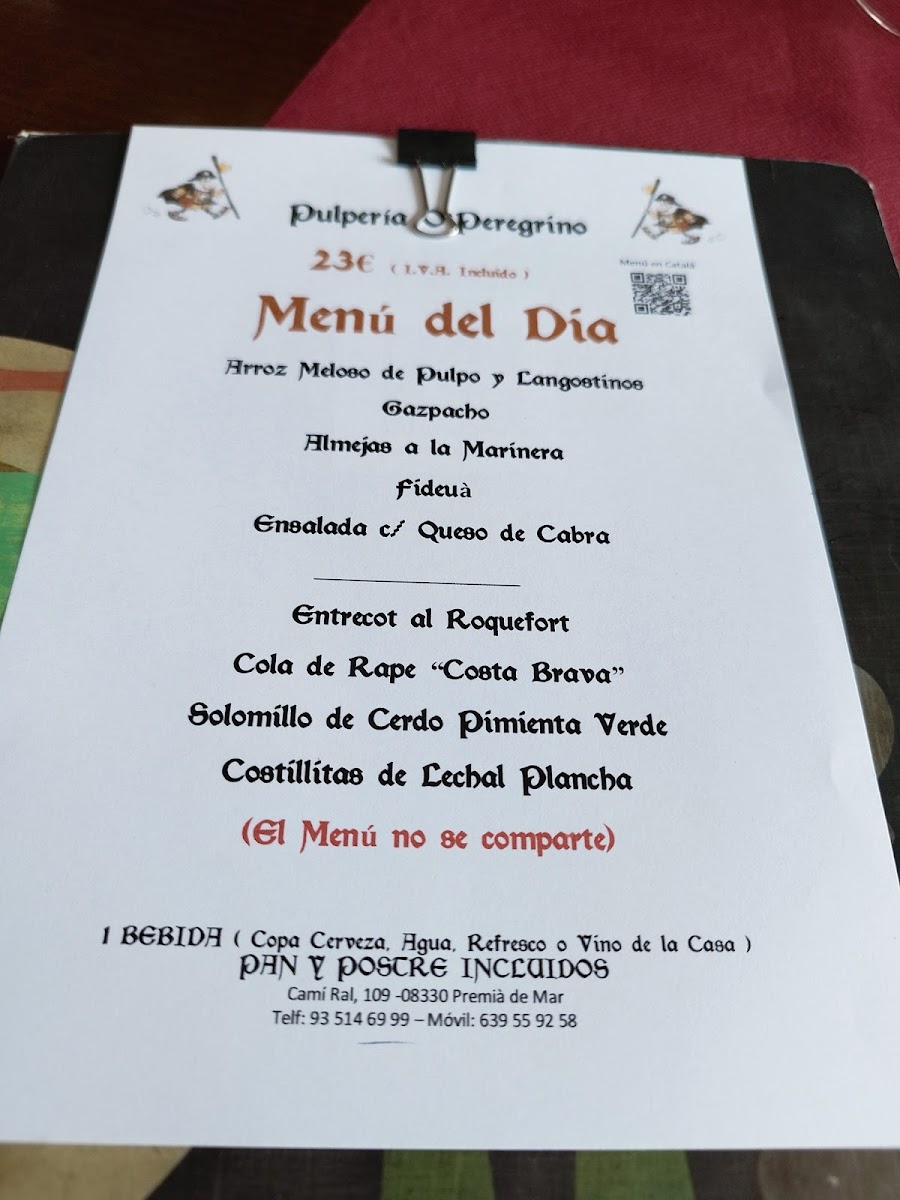 Pulpería O Peregrino
23€ ( I.V.A. Incluido )
Menú en Català
Menú del Día
Arroz Meloso de Pulpo y Langostinos
Gazpacho
Almejas a la Marinera
Fideuà
Ensalada c/ Queso de Cabra
Entrecot al Roquefort
Cola de Rape “Costa Brava”
Solomillo de Cerdo Pimienta Verde
Costillitas de Lechal Plancha
(El Menú no se comparte)
1 BEBIDA ( Copa Cerveza, Agua, Refresco o Vino de la Casa )
PAN Y POSTRE INCLUIDOS
Camí Ral, 109 -08330 Premià de Mar
Telf: 93 514 69 99 – Móvil: 639 55 92 58